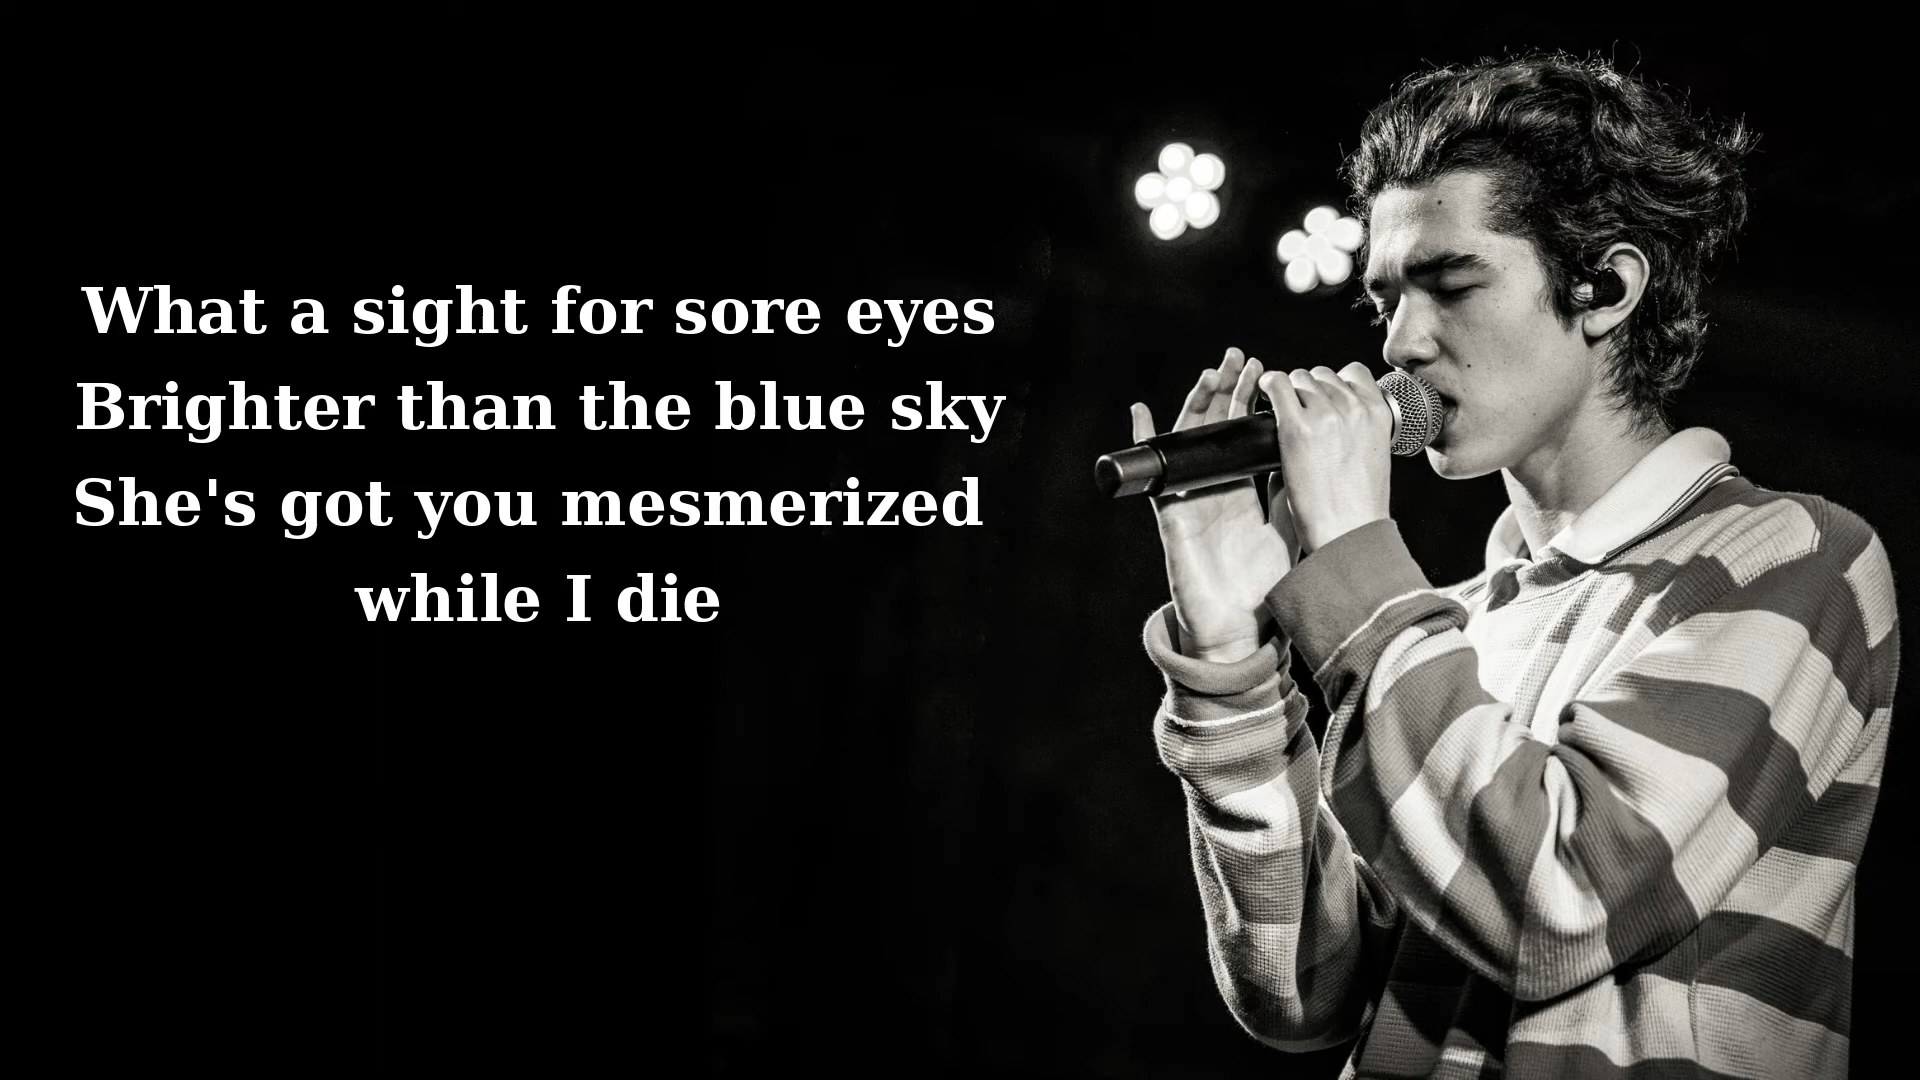 What a sight for sore eyes
Brighter than the blue sky
She's got you mesmerized
while I die